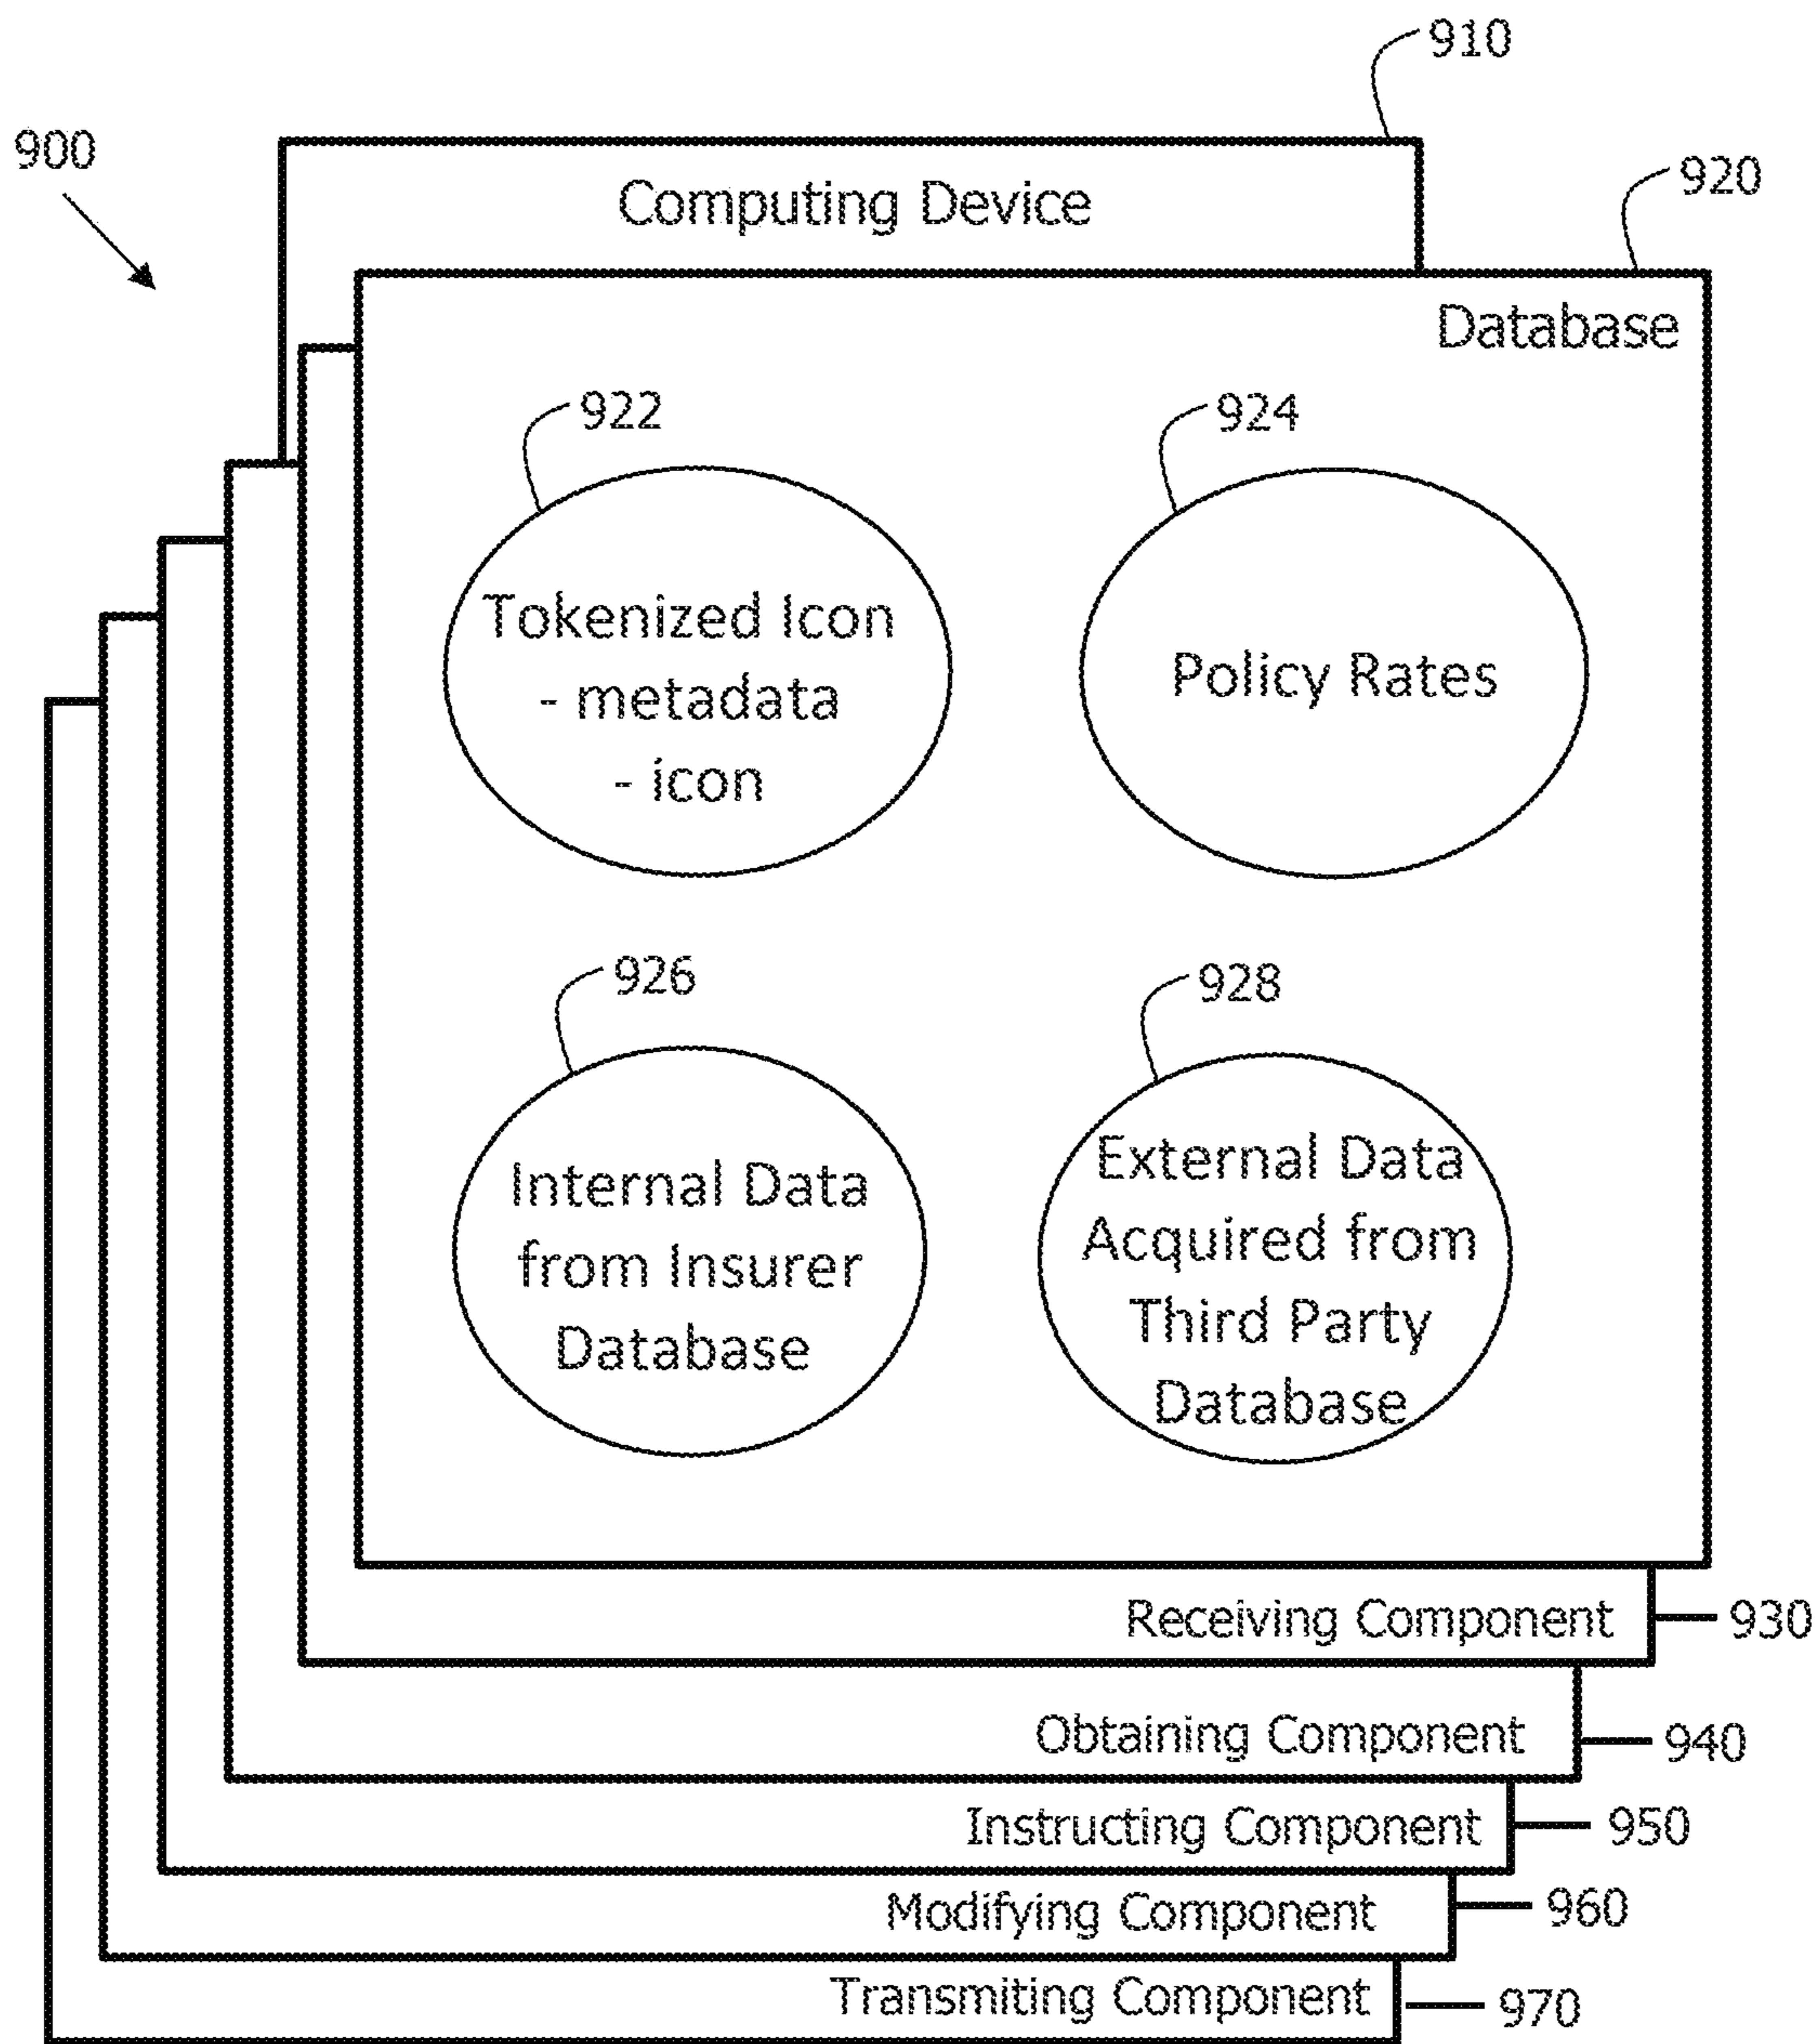 910
900
Computing Device
920
Database
922
924
Tokenized Icon
- metadata
- icon
Policy Rates
926
928
Internal Data
from Insurer
Database
External Data
Acquired from
Third Party
Database
Receiving Component
930
Obtaining Component
940
Instructing Component
950
Modifying Component
960
Transmiting Component
970